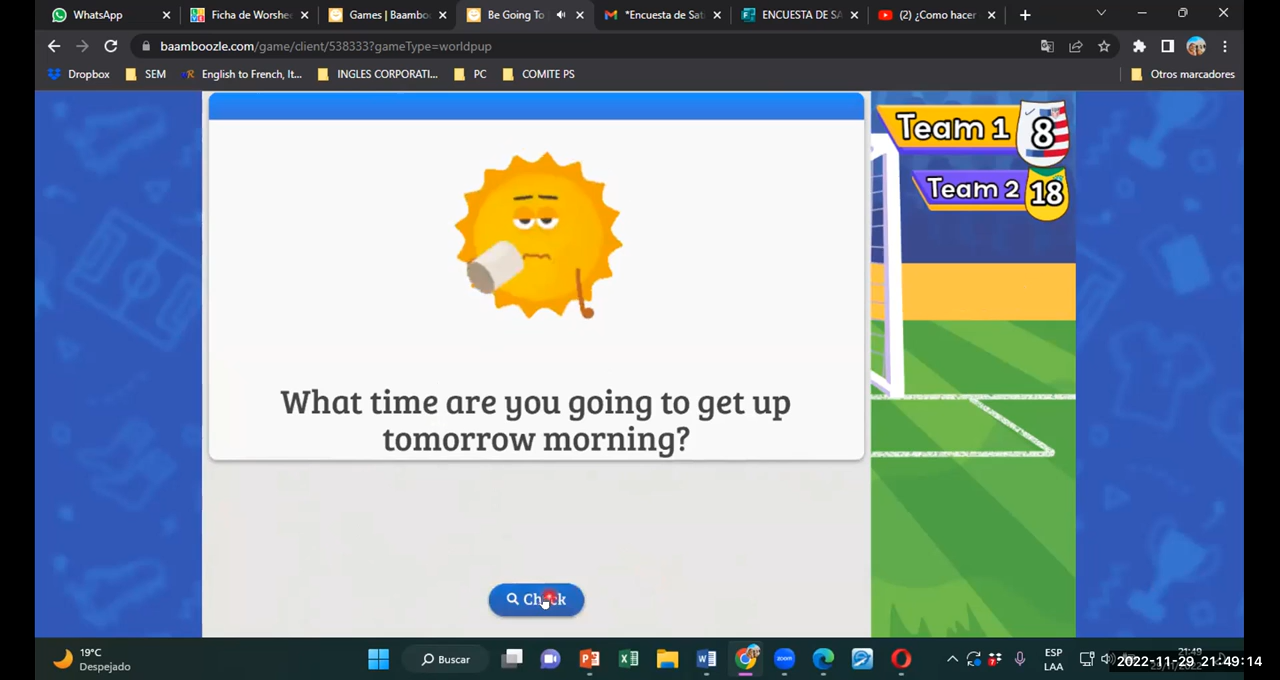 WhatsApp
Ficha de Worshe
Games | Baambo
Be Going To
*Encuesta de Sat
ENCUESTA DE SA
(2) ¿Como hacer
baamboozle.com/game/client/538333?gameType=worldpup
Dropbox
SEM
English to French, It...
INGLES CORPORATI...
PC
COMITE PS
Otros marcadores
Team 1
8
Team 2
18
What time are you going to get up
tomorrow morning?
Check
19°C
Despejado
Buscar
ESP
LAA
21:49
2022-11-29 21:49:14